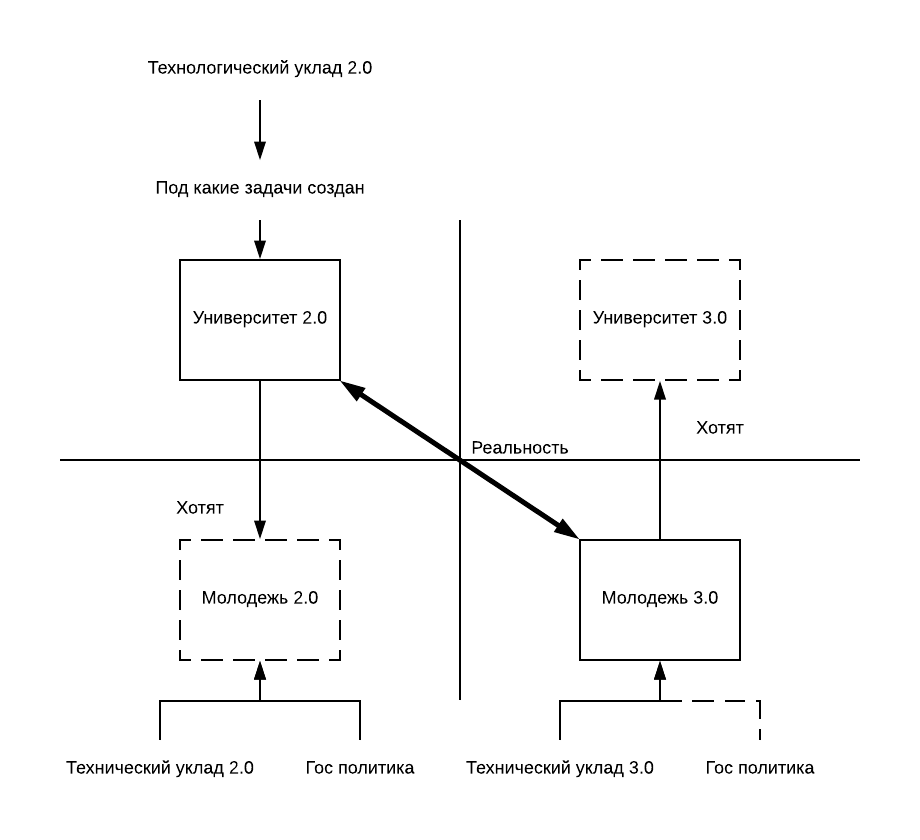 Технологический уклад 2.0
Под какие задачи создан
Университет 2.0
Университет 3.0
Хотят
Реальность
Хотят
Молодежь 2.0
Молодежь 3.0
Технический уклад 2.0
Гос политика
Технический уклад 3.0
Гос политика